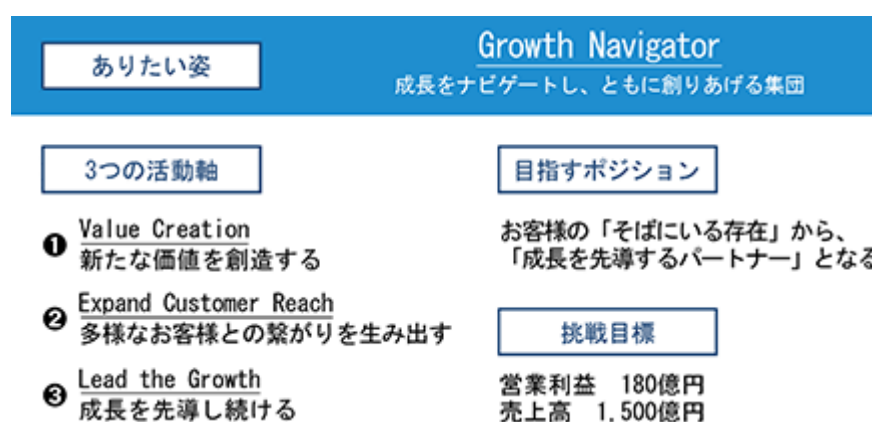 ありたい姿
Growth Navigator
成長をナビゲートし、ともに創りあげる集団
3つの活動軸
❶ Value Creation
新たな価値を創造する
❷ Expand Customer Reach
多様なお客様との繋がりを生み出す
❸ Lead the Growth
成長を先導し続ける
目指すポジション
お客様の「そばにいる存在」から、
「成長を先導するパートナー」となる
挑戦目標
営業利益 180億円
売上高 1,500億円